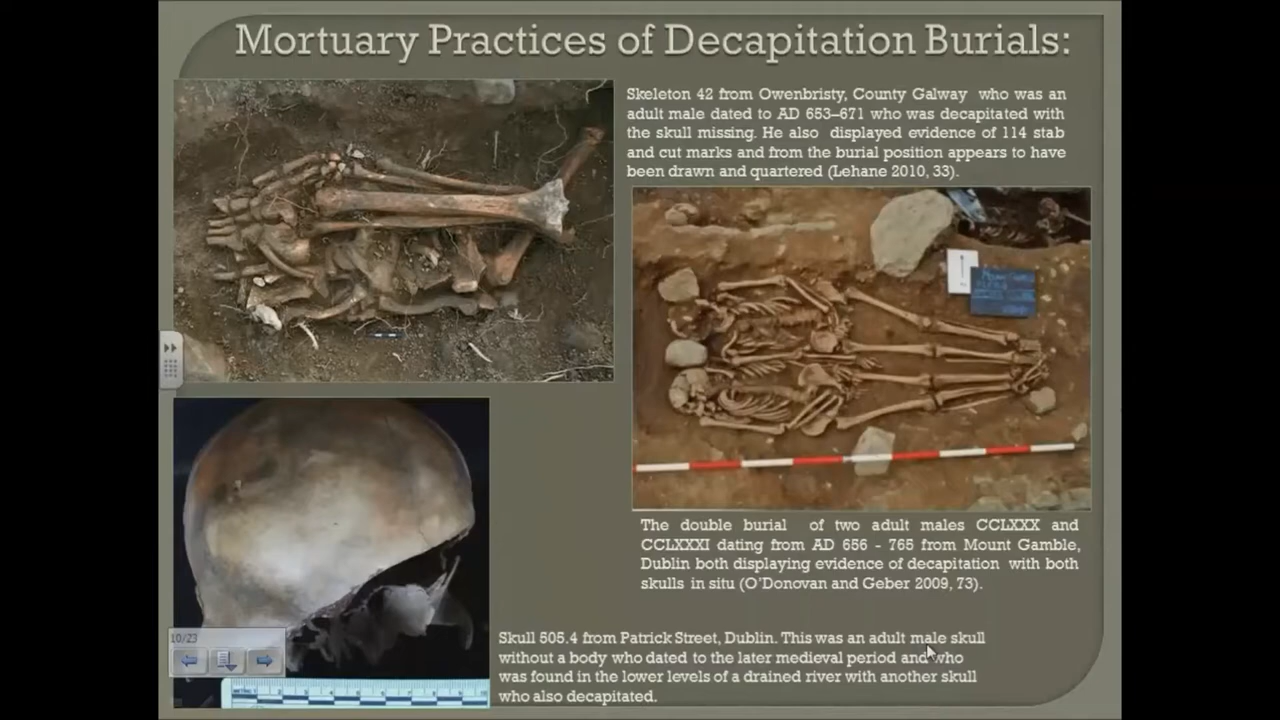 Mortuary Practices of Decapitation Burials:
Skeleton 42 from Owenbristy, County Galway who was an
adult male dated to AD 653–671 who was decapitated with
the skull missing. He also displayed evidence of 114 stab
and cut marks and from the burial position appears to have
been drawn and quartered (Lehane 2010, 33).
The double burial of two adult males CCLXXX and
CCLXXXI dating from AD 656 - 765 from Mount Gamble,
Dublin both displaying evidence of decapitation with both
skulls in situ (O'Donovan and Geber 2009, 73).
10/23
Skull 505.4 from Patrick Street, Dublin. This was an adult male skull
without a body who dated to the later medieval period and who
was found in the lower levels of a drained river with another skull
who also decapitated.